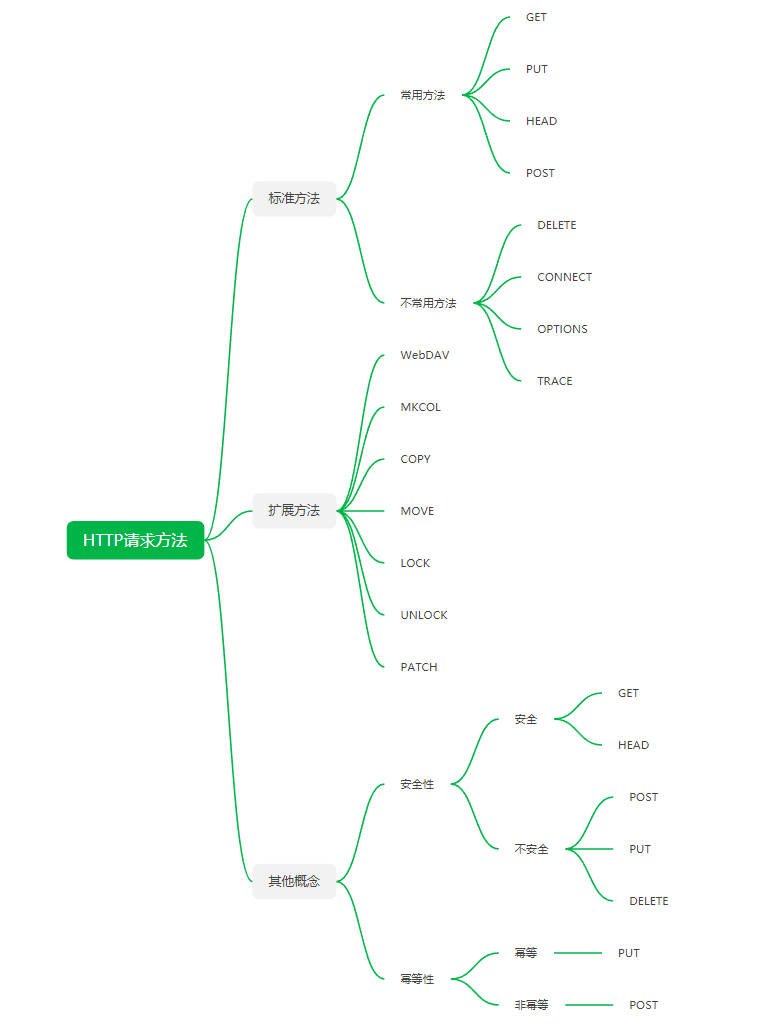 HTTP请求方法
标准方法
常用方法
GET
PUT
HEAD
POST
不常用方法
DELETE
CONNECT
OPTIONS
TRACE
扩展方法
WebDAV
MKCOL
COPY
MOVE
LOCK
UNLOCK
PATCH
其他概念
安全性
安全
GET
HEAD
不安全
POST
PUT
DELETE
幂等性
幂等
PUT
非幂等
POST